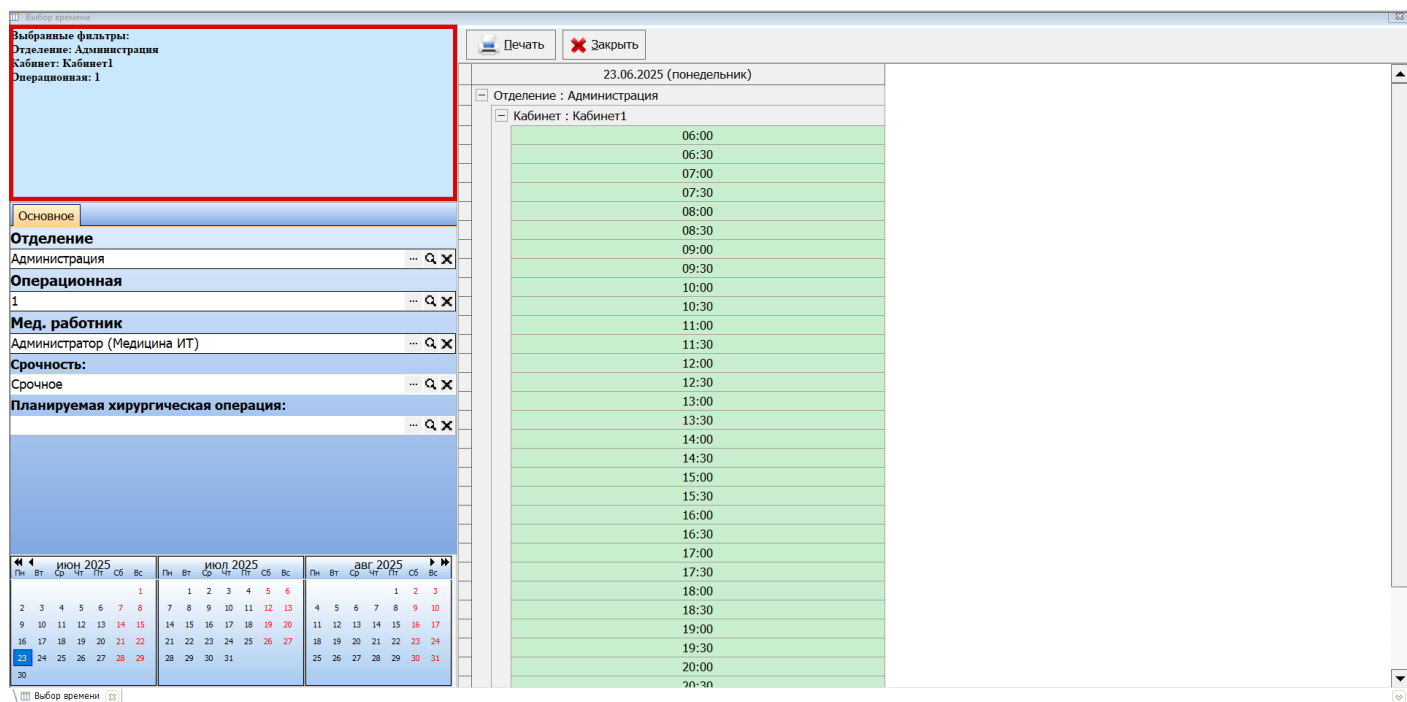 Выбор времени
Выбранные фильтры:
Отделение: Администрация
Кабинет: Кабинет1
Операционная: 1
Основное
Отделение
Администрация
Операционная
1
Мед. работник
Администратор (Медицина ИТ)
Срочность:
Срочное
Планируемая хирургическая операция:
июн 2025
Пн Вт Ср Чт Пт Сб Вс
1
2 3 4 5 6 7 8
9 10 11 12 13 14 15
16 17 18 19 20 21 22
23 24 25 26 27 28 29
30
июл 2025
Пн Вт Ср Чт Пт Сб Вс
1 2 3 4 5 6
7 8 9 10 11 12 13
14 15 16 17 18 19 20
21 22 23 24 25 26 27
28 29 30 31
авг 2025
Пн Вт Ср Чт Пт Сб Вс
1 2 3
4 5 6 7 8 9 10
11 12 13 14 15 16 17
18 19 20 21 22 23 24
25 26 27 28 29 30 31
Печать Закрыть
23.06.2025 (понедельник)
Отделение : Администрация
Кабинет : Кабинет1
06:00
06:30
07:00
07:30
08:00
08:30
09:00
09:30
10:00
10:30
11:00
11:30
12:00
12:30
13:00
13:30
14:00
14:30
15:00
15:30
16:00
16:30
17:00
17:30
18:00
18:30
19:00
19:30
20:00
20:30
Выбор времени